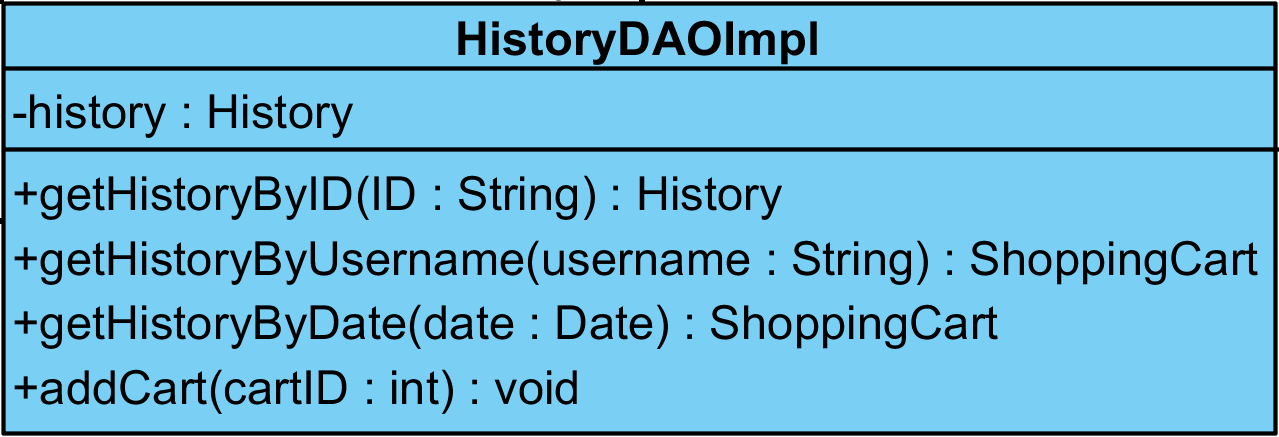 HistoryDAOImpl
-history : History
+getHistoryByID(ID : String) : History
+getHistoryByUsername(username : String) : ShoppingCart
+getHistoryByDate(date : Date) : ShoppingCart
+addCart(cartID : int) : void